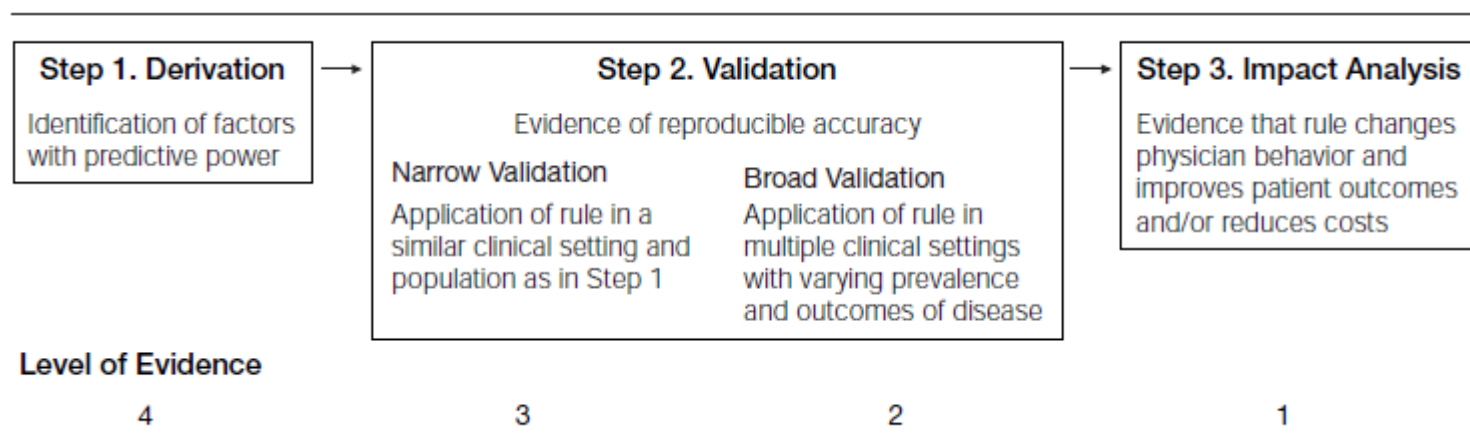 Step 1. Derivation
Identification of factors
with predictive power
Step 2. Validation
Evidence of reproducible accuracy
Narrow Validation
Application of rule in a
similar clinical setting and
population as in Step 1
Broad Validation
Application of rule in
multiple clinical settings
with varying prevalence
and outcomes of disease
Step 3. Impact Analysis
Evidence that rule changes
physician behavior and
improves patient outcomes
and/or reduces costs
Level of Evidence
4 3 2 1